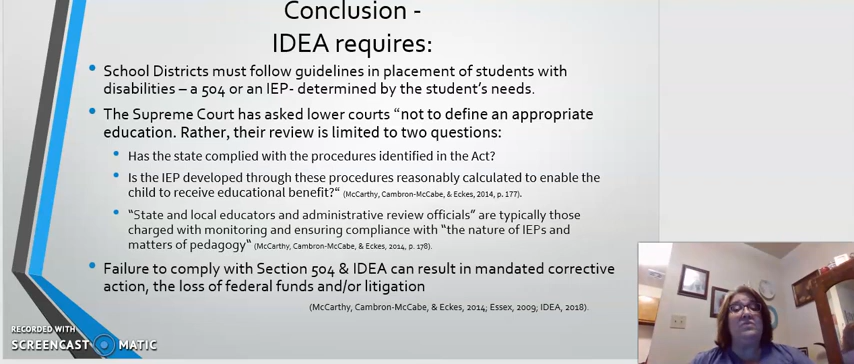 Conclusion -
IDEA requires:
School Districts must follow guidelines in placement of students with
disabilities – a 504 or an IEP- determined by the student's needs.
The Supreme Court has asked lower courts "not to define an appropriate
education. Rather, their review is limited to two questions:
Has the state complied with the procedures identified in the Act?
Is the IEP developed through these procedures reasonably calculated to enable the
child to receive educational benefit?" (McCarthy, Cambron-McCabe, & Eckes, 2014, p. 177).
"State and local educators and administrative review officials" are typically those
charged with monitoring and ensuring compliance with "the nature of IEPs and
matters of pedagogy" (McCarthy, Cambron-McCabe, & Eckes, 2014, p. 178).
Failure to comply with Section 504 & IDEA can result in mandated corrective
action, the loss of federal funds and/or litigation
(McCarthy, Cambron-McCabe, & Eckes, 2014; Essex, 2009; IDEA, 2018).
RECORDED WITH
SCREENCAST MATIC